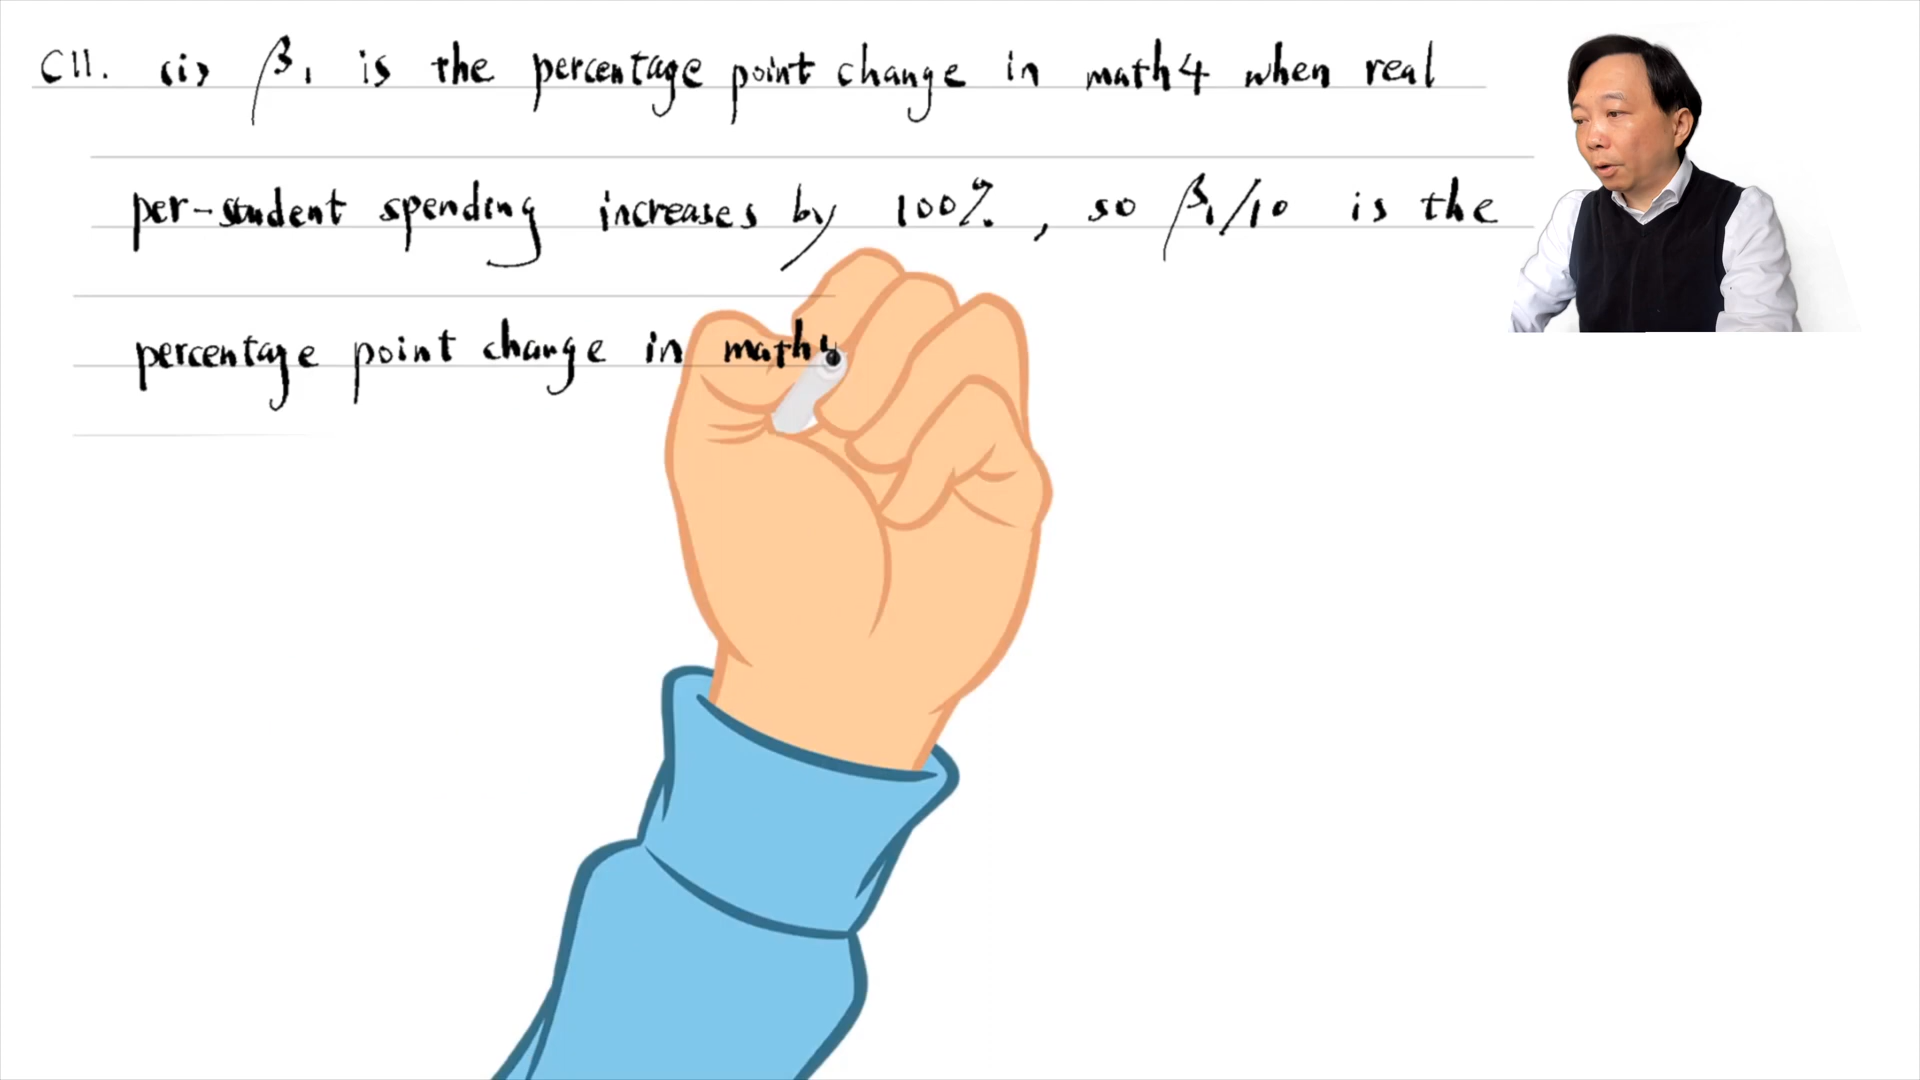 C11. (i) β₁ is the percentage point change in math4 when real
per-student spending increases by 100%, so β₁/10 is the
percentage point change in math4